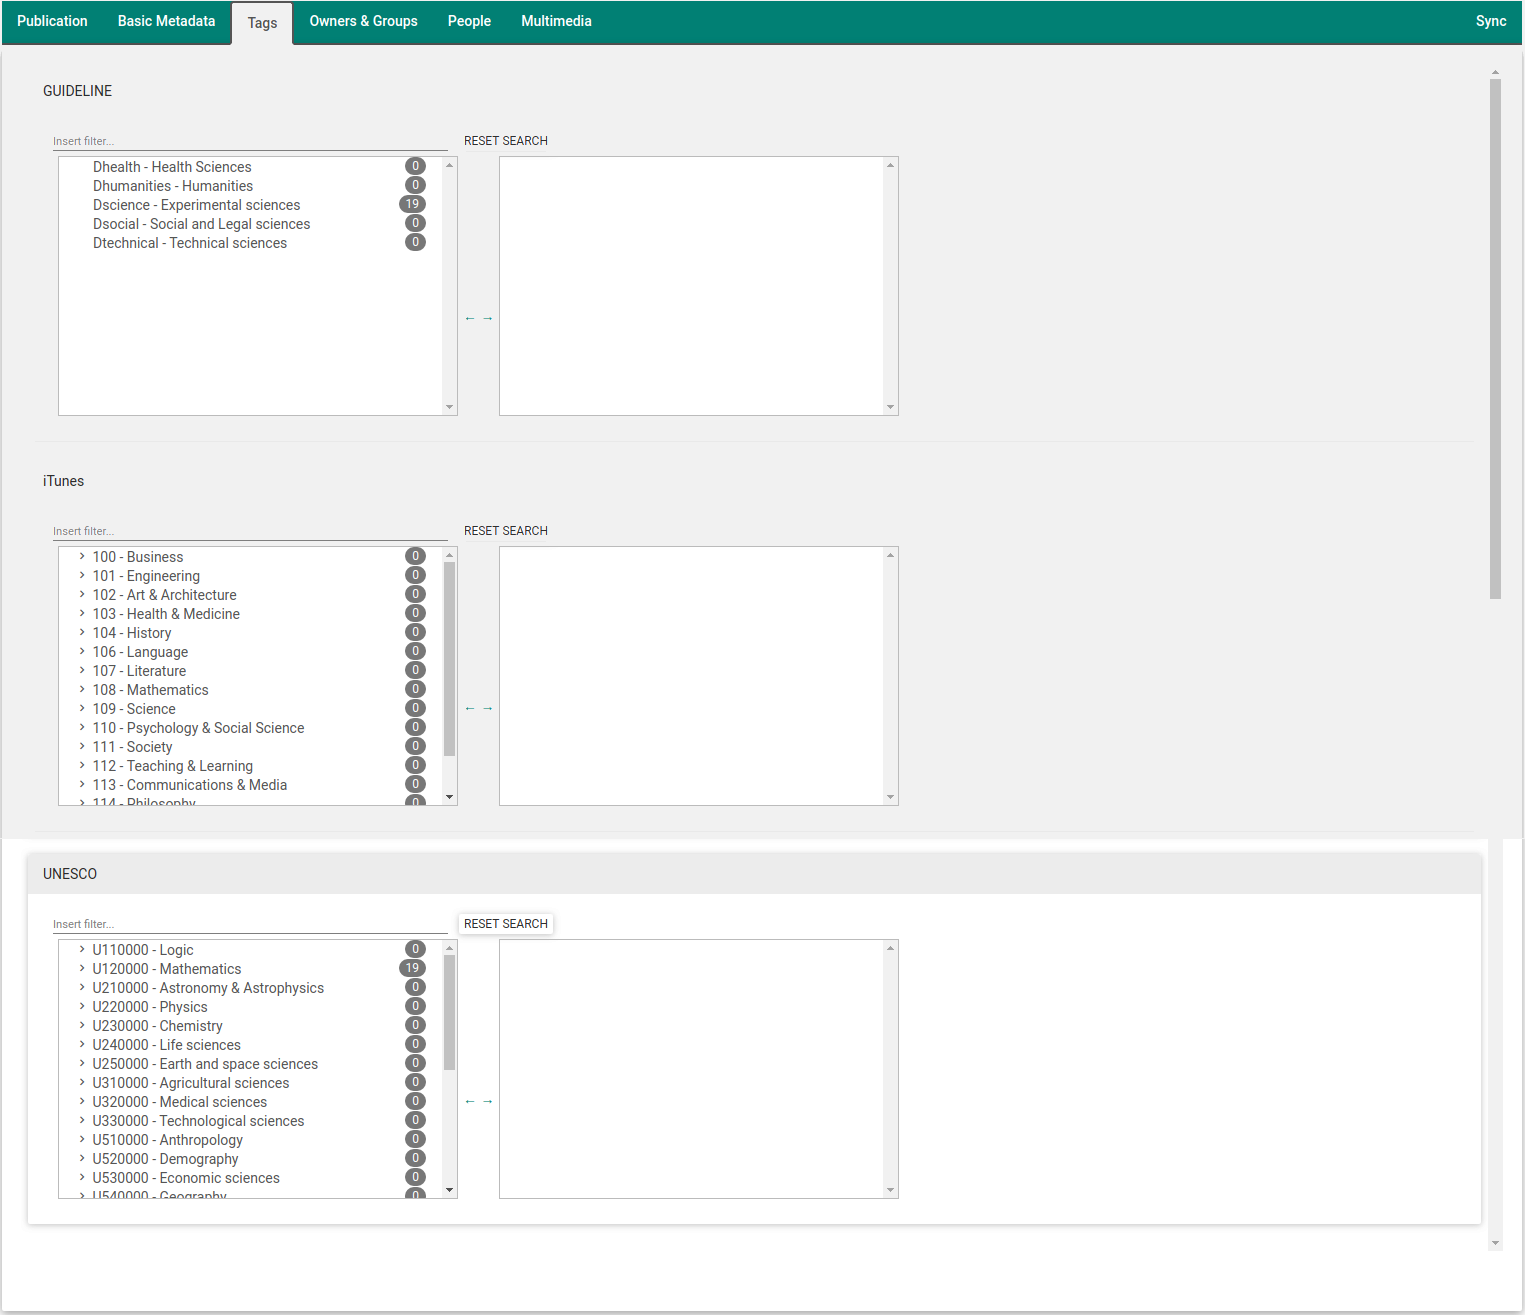 Publication Basic Metadata Tags Owners & Groups People Multimedia Sync
GUIDELINE
Insert filter... RESET SEARCH
Dhealth - Health Sciences 0
Dhumanities - Humanities 0
Dscience - Experimental sciences 19
Dsocial - Social and Legal sciences 0
Dtechnical - Technical sciences 0
← →
iTunes
Insert filter... RESET SEARCH
100 - Business 0
101 - Engineering 0
102 - Art & Architecture 0
103 - Health & Medicine 0
104 - History 0
106 - Language 0
107 - Literature 0
108 - Mathematics 0
109 - Science 0
110 - Psychology & Social Science 0
111 - Society 0
112 - Teaching & Learning 0
113 - Communications & Media 0
114 - Philosophy 0
← →
UNESCO
Insert filter... RESET SEARCH
U110000 - Logic 0
U120000 - Mathematics 19
U210000 - Astronomy & Astrophysics 0
U220000 - Physics 0
U230000 - Chemistry 0
U240000 - Life sciences 0
U250000 - Earth and space sciences 0
U310000 - Agricultural sciences 0
U320000 - Medical sciences 0
U330000 - Technological sciences 0
U510000 - Anthropology 0
U520000 - Demography 0
U530000 - Economic sciences 0
U540000 - Geography 0
← →